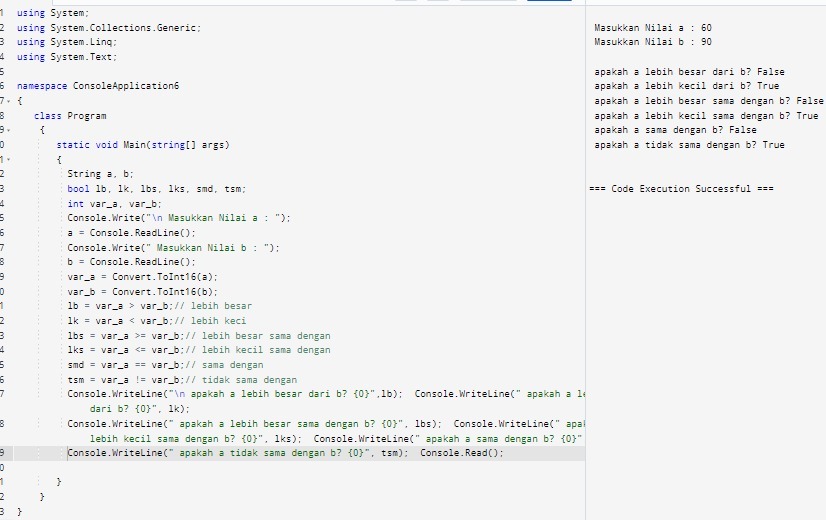 1 using System;
2 using System.Collections.Generic;
3 using System.Linq;
4 using System.Text;
5
6 namespace ConsoleApplication6
7 {
8 class Program
9 {
0 static void Main(string[] args)
1 {
2 String a, b;
3 bool lb, lk, lbs, lks, smd, tsm;
4 int var_a, var_b;
5 Console.Write("\n Masukkan Nilai a : ");
6 a = Console.ReadLine();
7 Console.Write(" Masukkan Nilai b : ");
8 b = Console.ReadLine();
9 var_a = Convert.ToInt16(a);
0 var_b = Convert.ToInt16(b);
1 lb = var_a > var_b;// lebih besar
2 lk = var_a < var_b;// lebih keci
3 lbs = var_a >= var_b;// lebih besar sama dengan
4 lks = var_a <= var_b;// lebih kecil sama dengan
5 smd = var_a == var_b;// sama dengan
6 tsm = var_a != var_b;// tidak sama dengan
7 Console.WriteLine("\n apakah a lebih besar dari b? {0}",lb); Console.WriteLine(" apakah a le
dari b? {0}", lk);
8 Console.WriteLine(" apakah a lebih besar sama dengan b? {0}", lbs); Console.WriteLine(" apa
lebih kecil sama dengan b? {0}", lks); Console.WriteLine(" apakah a sama dengan b? {0}"
9 Console.WriteLine(" apakah a tidak sama dengan b? {0}", tsm); Console.Read();
0
1 }
2 }
3 }
Masukkan Nilai a : 60
Masukkan Nilai b : 90
apakah a lebih besar dari b? False
apakah a lebih kecil dari b? True
apakah a lebih besar sama dengan b? False
apakah a lebih kecil sama dengan b? True
apakah a sama dengan b? False
apakah a tidak sama dengan b? True
=== Code Execution Successful ===